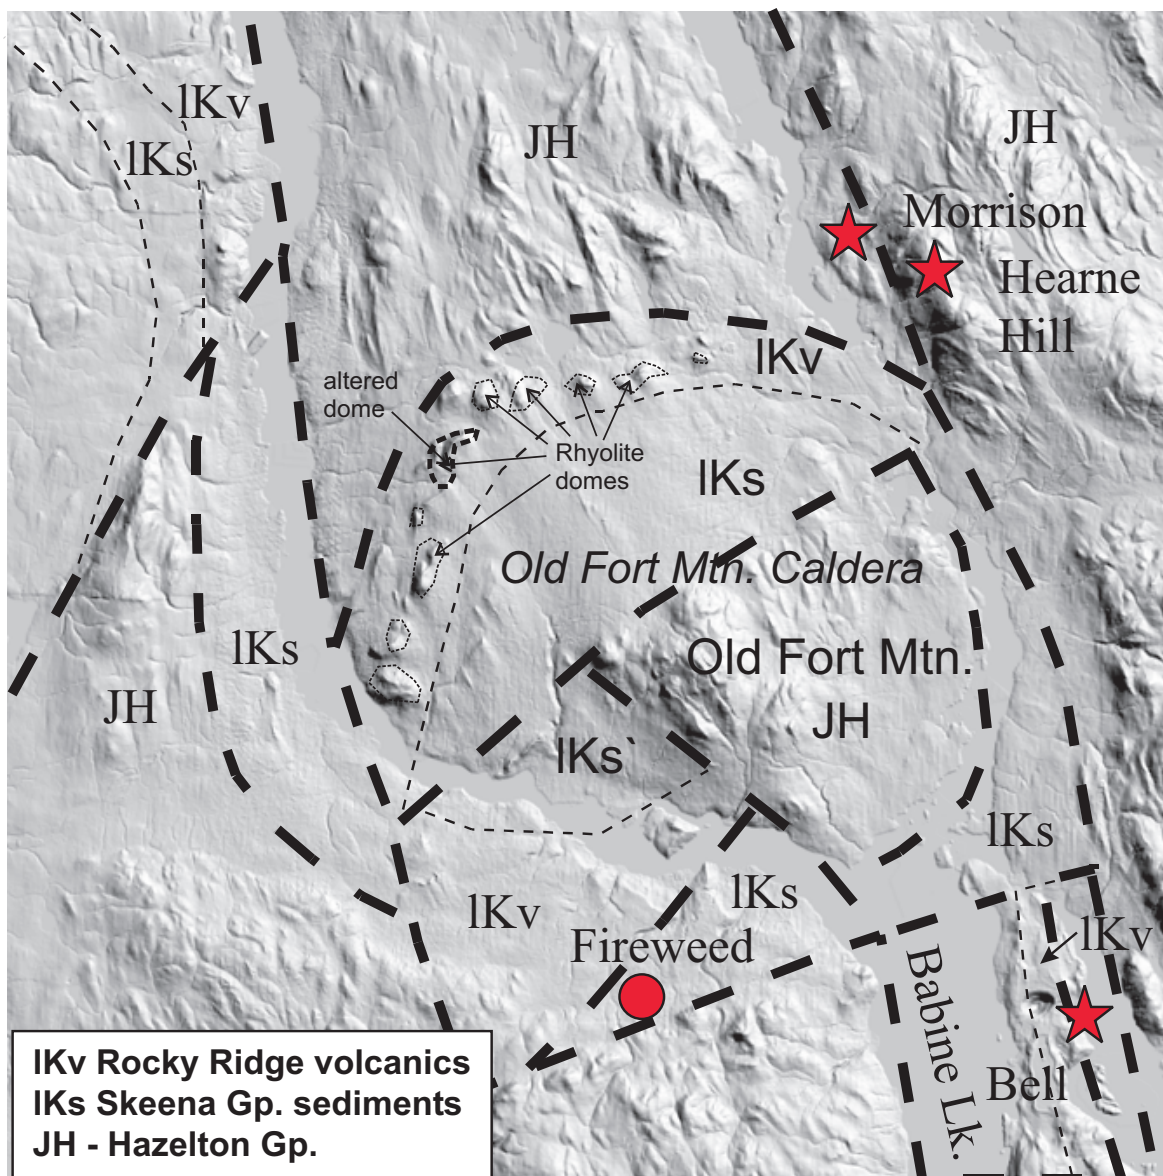 lKv
lKs
JH
JH
Morrison
Hearne
Hill
lKv
altered
dome
Rhyolite
domes
lKs
Old Fort Mtn. Caldera
lKs
Old Fort Mtn.
JH
JH
lKs`
lKs
lKv
lKs
Fireweed
lKv
Babine Lk.
Bell
lKv Rocky Ridge volcanics
lKs Skeena Gp. sediments
JH - Hazelton Gp.